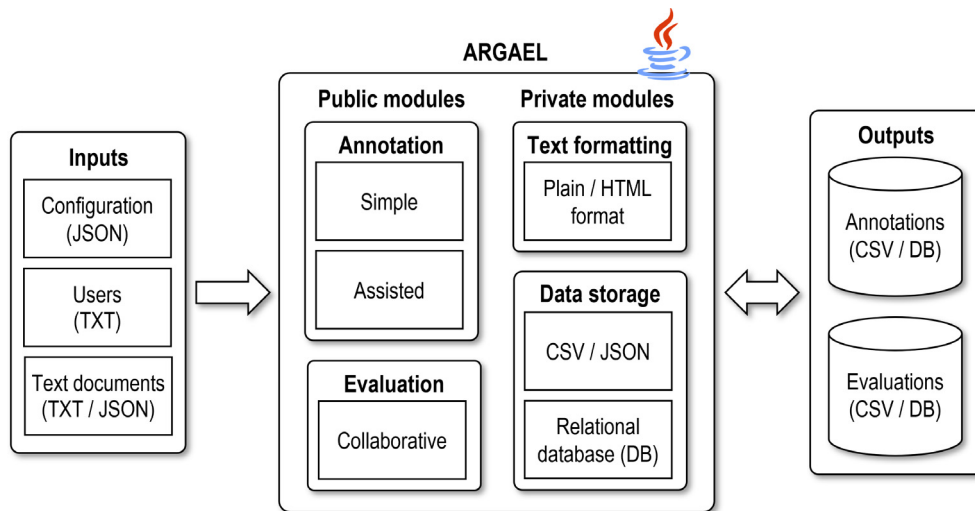 ARGAEL
Inputs
Configuration
(JSON)
Users
(TXT)
Text documents
(TXT / JSON)
Public modules
Annotation
Simple
Assisted
Evaluation
Collaborative
Private modules
Text formatting
Plain / HTML
format
Data storage
CSV / JSON
Relational
database (DB)
Outputs
Annotations
(CSV / DB)
Evaluations
(CSV / DB)